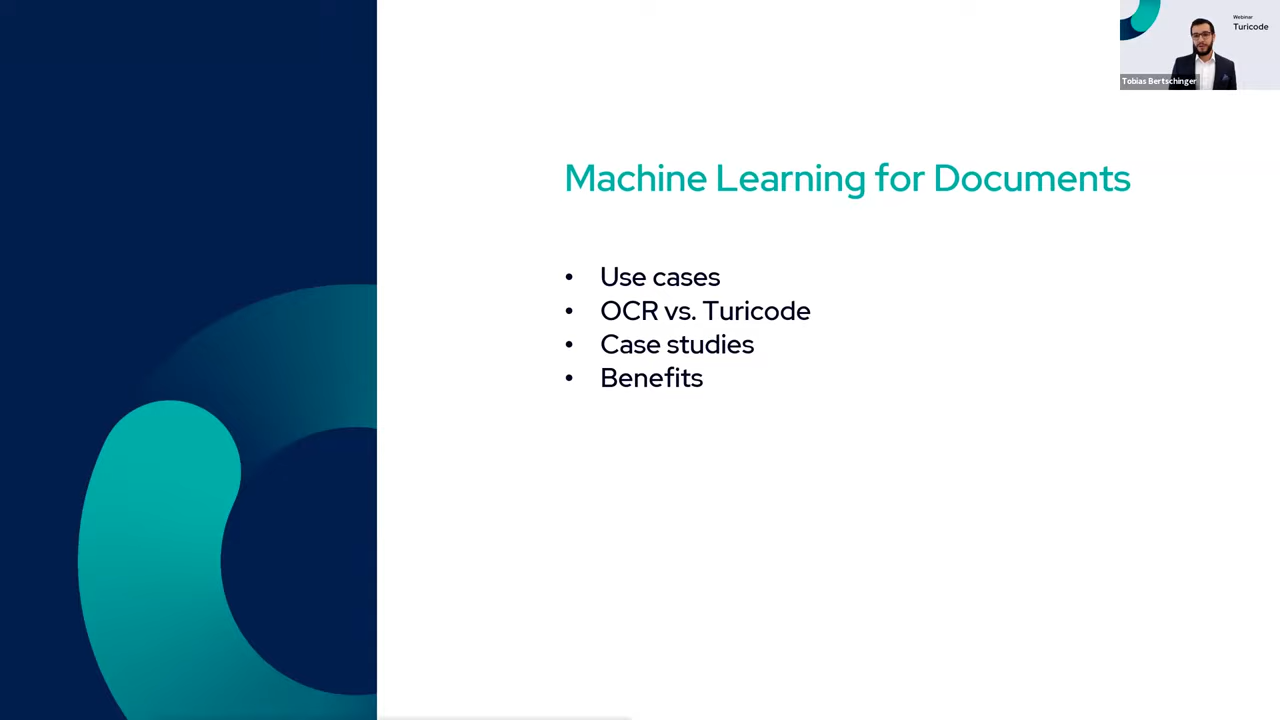 Webinar
Turicode
Tobias Bertschinger
Machine Learning for Documents
• Use cases
• OCR vs. Turicode
• Case studies
• Benefits